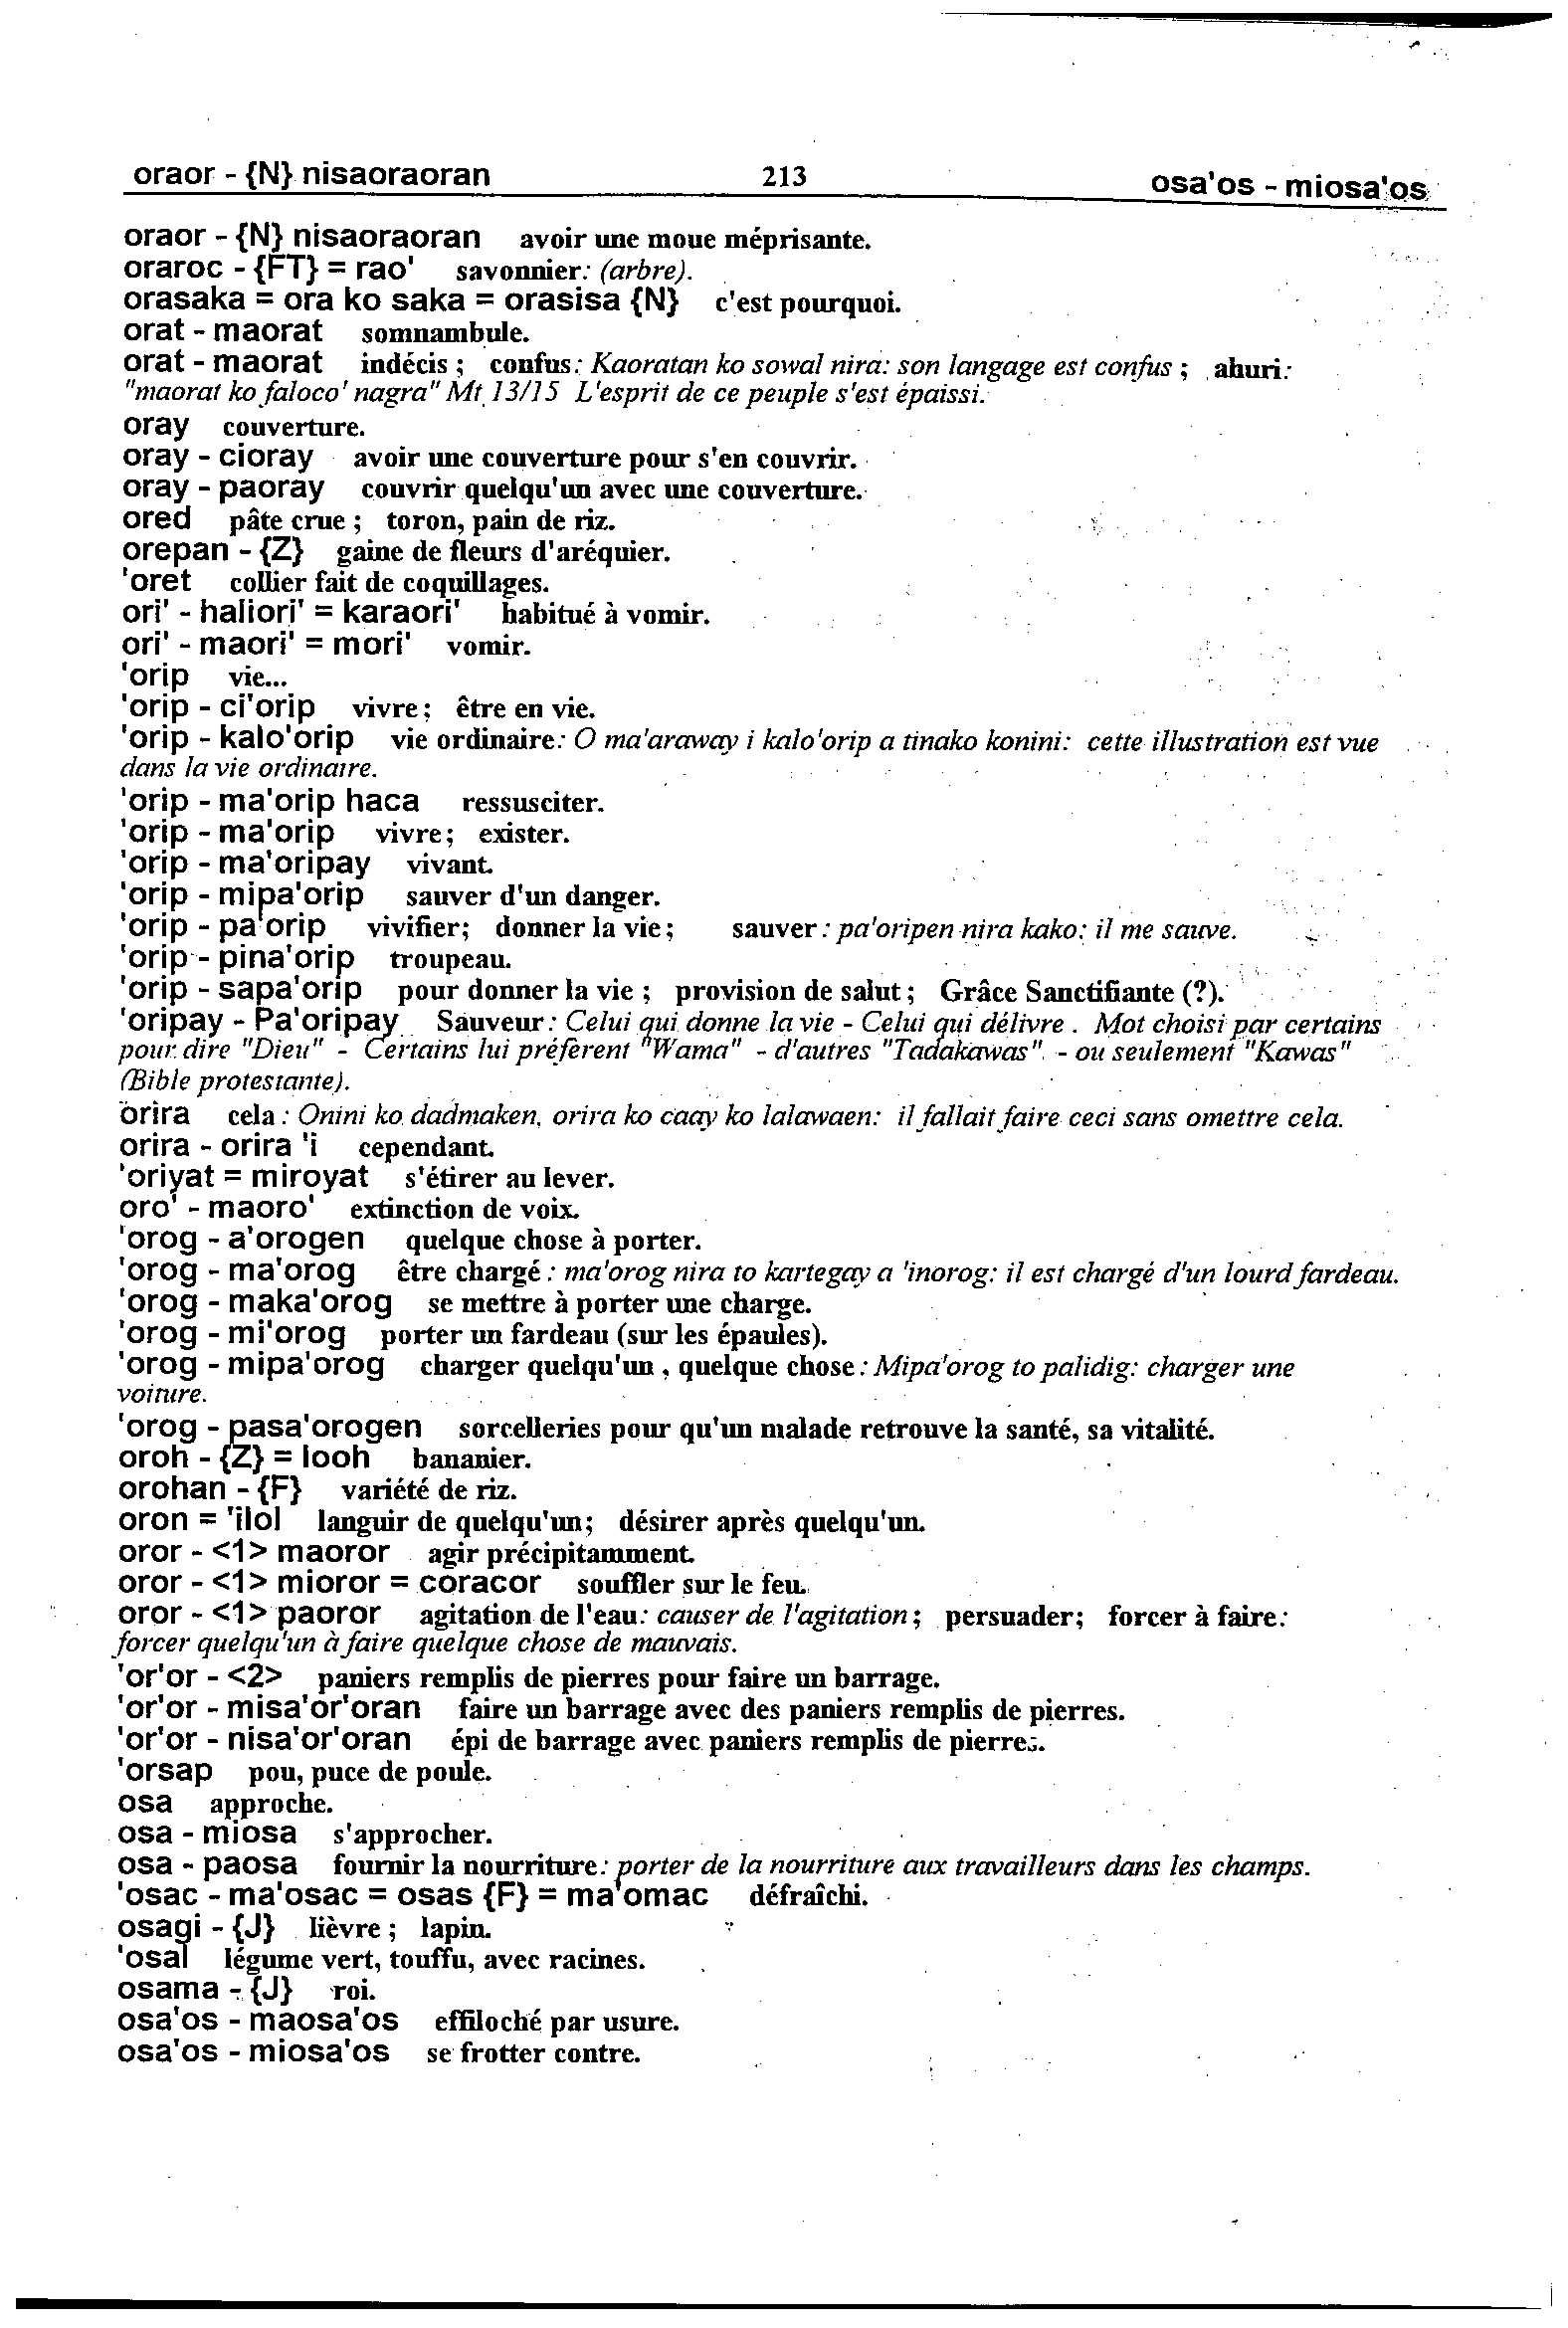 oraor - {N} nisaoraoran 213 osa'os - miosa'os
oraor - {N} nisaoraoran avoir une moue méprisante.
oraroc - {FT} = rao' savonnier: (arbre).
orasaka = ora ko saka = orasisa {N} c'est pourquoi.
orat - maorat somnambule.
orat - maorat indécis ; confus: Kaoratan ko sowal nira: son langage est confus ; ahuri:
"maorat ko faloco' nagra" Mt 13/15 L'esprit de ce peuple s'est épaissi.
oray couverture.
oray - cioray avoir une couverture pour s'en couvrir.
oray - paoray couvrir quelqu'un avec une couverture.
ored pâte crue ; toron, pain de riz.
orepan - {Z} gaine de fleurs d'aréquier.
'oret collier fait de coquillages.
ori' - haliori' = karaori' habitué à vomir.
ori' - maori' = mori' vomir.
'orip vie...
'orip - ci'orip vivre ; être en vie.
'orip - kalo'orip vie ordinaire: O ma'araway i kalo'orip a tinako konini: cette illustration est vue
dans la vie ordinaire.
'orip - ma'orip haca ressusciter.
'orip - ma'orip vivre ; exister.
'orip - ma'oripay vivant.
'orip - mipa'orip sauver d'un danger.
'orip - pa'orip vivifier; donner la vie ; sauver : pa'oripen nira kako: il me sauve.
'orip - pina'orip troupeau.
'orip - sapa'orip pour donner la vie ; provision de salut ; Grâce Sanctifiante (?).
'oripay - Pa'oripay Sauveur : Celui qui donne la vie - Celui qui délivre . Mot choisi par certains
pour dire "Dieu" - Certains lui préfèrent "Wama" - d'autres "Tadakawas" - ou seulement "Kawas"
(Bible protestante).
orira cela : Onini ko dadmaken, orira ko caay ko lalawaen: il fallait faire ceci sans omettre cela.
orira - orira 'i cependant.
'oriyat = miroyat s'étirer au lever.
oro' - maoro' extinction de voix.
'orog - a'orogen quelque chose à porter.
'orog - ma'orog être chargé : ma'orog nira to kartegay a 'inorog: il est chargé d'un lourd fardeau.
'orog - maka'orog se mettre à porter une charge.
'orog - mi'orog porter un fardeau (sur les épaules).
'orog - mipa'orog charger quelqu'un , quelque chose : Mipa'orog to palidig: charger une
voiture.
'orog - pasa'orogen sorcelleries pour qu'un malade retrouve la santé, sa vitalité.
oroh - {Z} = looh bananier.
orohan - {F} variété de riz.
oron = 'ilol languir de quelqu'un; désirer après quelqu'un.
oror - <1> maoror agir précipitamment.
oror - <1> mioror = coracor souffler sur le feu.
oror - <1> paoror agitation de l'eau: causer de l'agitation ; persuader; forcer à faire:
forcer quelqu'un à faire quelque chose de mauvais.
'or'or - <2> paniers remplis de pierres pour faire un barrage.
'or'or - misa'or'oran faire un barrage avec des paniers remplis de pierres.
'or'or - nisa'or'oran épi de barrage avec paniers remplis de pierres.
'orsap pou, puce de poule.
osa approche.
osa - miosa s'approcher.
osa - paosa fournir la nourriture: porter de la nourriture aux travailleurs dans les champs.
'osac - ma'osac = osas {F} = ma'omac défraîchi.
osagi - {J} lièvre ; lapin.
'osal légume vert, touffu, avec racines.
osama - {J} roi.
osa'os - maosa'os effiloché par usure.
osa'os - miosa'os se frotter contre.